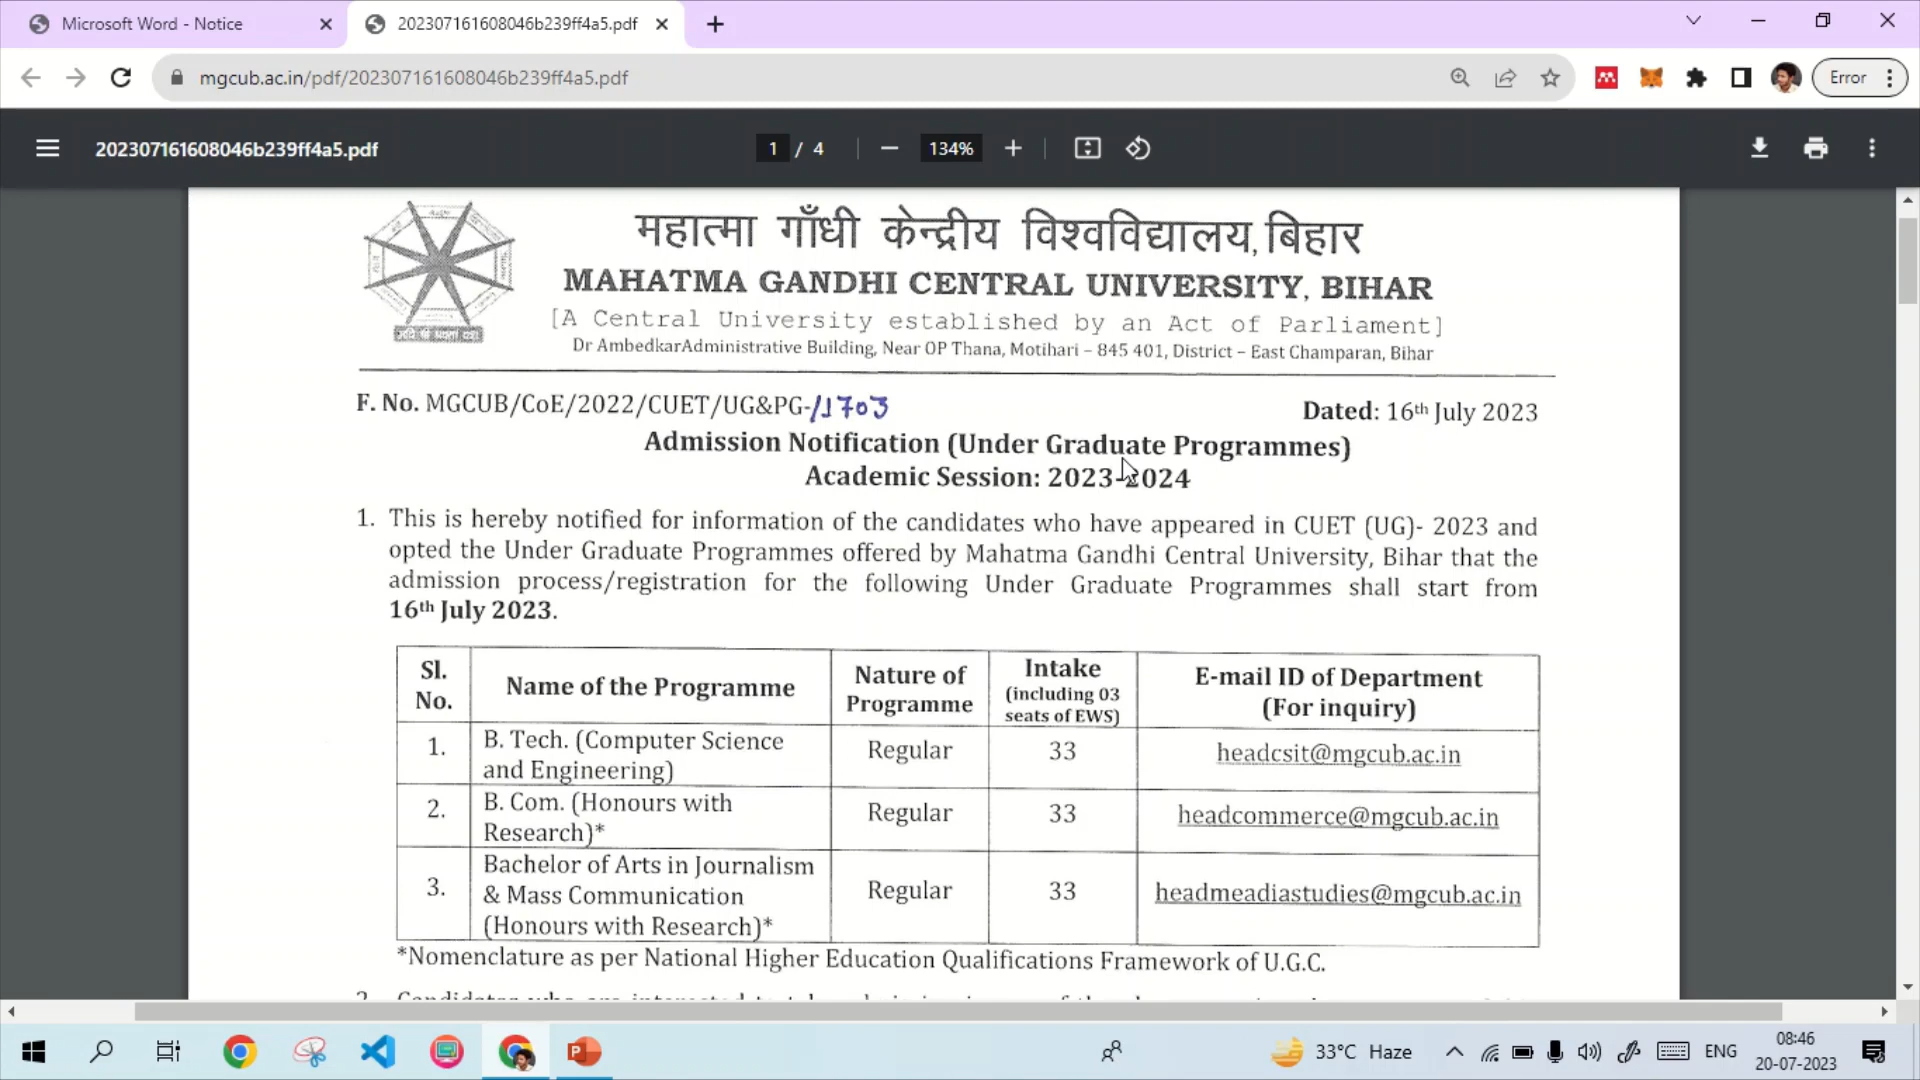 Microsoft Word - Notice
202307161608046b239ff4a5.pdf
mgcub.ac.in/pdf/202307161608046b239ff4a5.pdf
Error
202307161608046b239ff4a5.pdf
1 / 4
134%
महात्मा गाँधी केन्द्रीय विश्वविद्यालय, बिहार
MAHATMA GANDHI CENTRAL UNIVERSITY, BIHAR
[A Central University established by an Act of Parliament]
Dr AmbedkarAdministrative Building, Near OP Thana, Motihari – 845 401, District – East Champaran, Bihar
F. No. MGCUB/CoE/2022/CUET/UG&PG-/1703
Dated: 16th July 2023
Admission Notification (Under Graduate Programmes)
Academic Session: 2023-2024
1. This is hereby notified for information of the candidates who have appeared in CUET (UG)- 2023 and
opted the Under Graduate Programmes offered by Mahatma Gandhi Central University, Bihar that the
admission process/registration for the following Under Graduate Programmes shall start from
16th July 2023.
Sl. No.
Name of the Programme
Nature of Programme
Intake (including 03 seats of EWS)
E-mail ID of Department (For inquiry)
1.
B. Tech. (Computer Science
and Engineering)
Regular
33
headcsit@mgcub.ac.in
2.
B. Com. (Honours with
Research)*
Regular
33
headcommerce@mgcub.ac.in
3.
Bachelor of Arts in Journalism
& Mass Communication
(Honours with Research)*
Regular
33
headmeadiastudies@mgcub.ac.in
*Nomenclature as per National Higher Education Qualifications Framework of U.G.C.
33°C Haze
ENG
08:46
20-07-2023